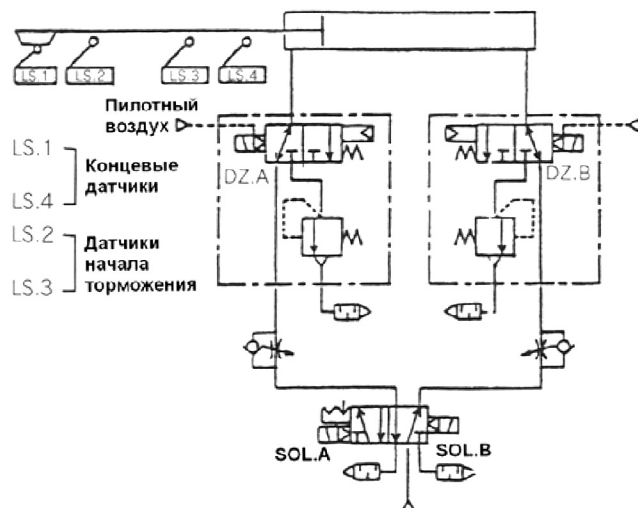 LS.1 LS.2 LS.3 LS.4
Пилотный
воздух
LS.1
Концевые
датчики
LS.4
LS.2
Датчики
начала
торможения
LS.3
DZ.A
DZ.B
SOL.A
SOL.B